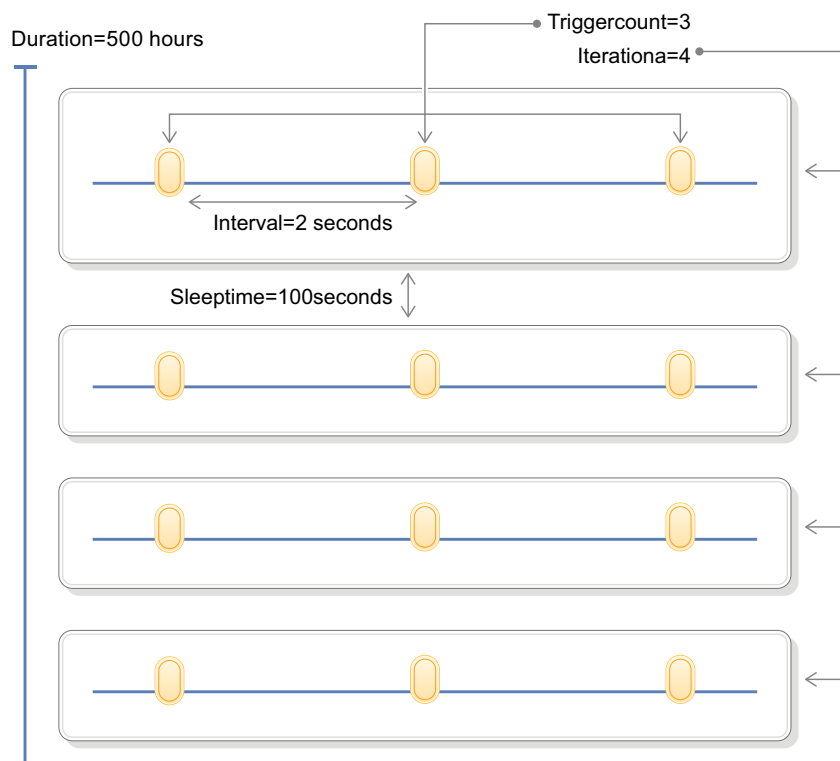 Duration=500 hours
Triggercount=3
Iterationa=4
Interval=2 seconds
Sleeptime=100seconds